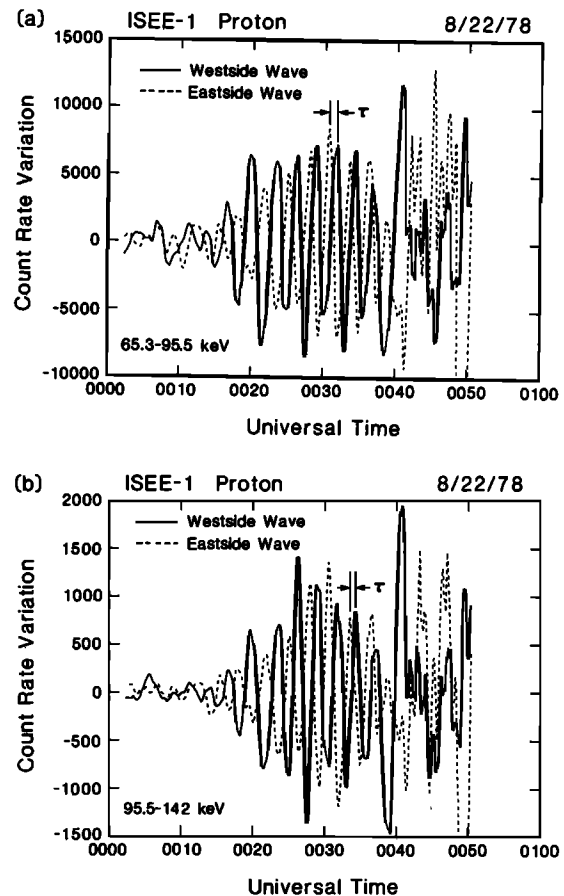 (a) ISEE-1 Proton 8/22/78
15000
Westside Wave
Eastside Wave
τ
10000
5000
0
-5000
-10000
Count Rate Variation
65.3-95.5 keV
0000 0010 0020 0030 0040 0050 0100
Universal Time
(b) ISEE-1 Proton 8/22/78
2000
Westside Wave
Eastside Wave
τ
1500
1000
500
0
-500
-1000
-1500
Count Rate Variation
95.5-142 keV
0000 0010 0020 0030 0040 0050 0100
Universal Time